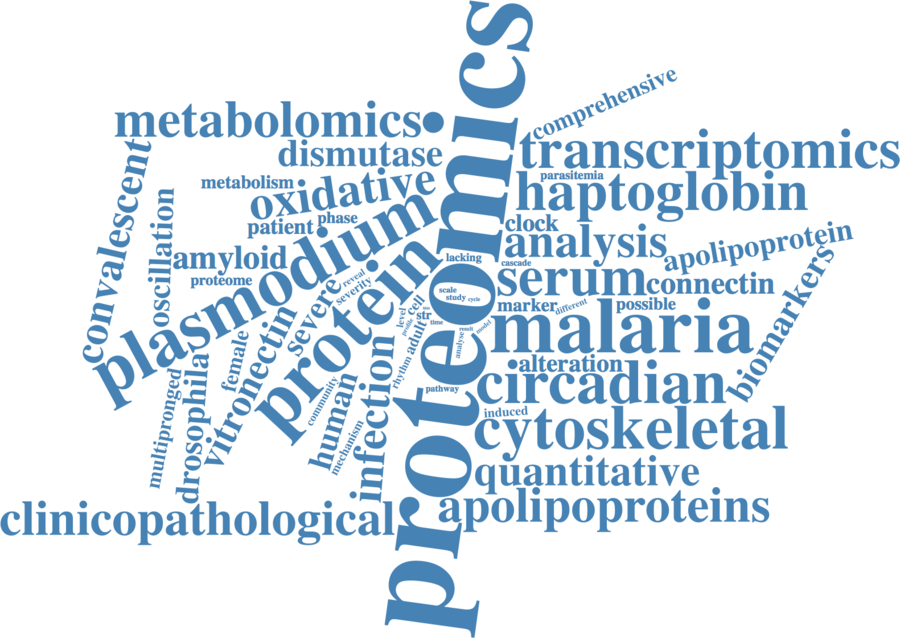 proteomics
comprehensive
metabolomics
dismutase
transcriptomics
parasitemia
metabolism
oxidative
haptoglobin
convalescent
oscillation
patient
phase
clock
analysis
apolipoprotein
amyloid
plasmodium
lacking
cascade
proteome
reveal
severity
serum
connectin
severe
protein
scale
study
cycle
marker
different
possible
biomarkers
cell
str
time
level
profile
malaria
result
model
analyse
adult
rhythm
alteration
circadian
female
vitronectin
drosophila
multipronged
community
human
mechanism
infection
pathway
induced
cytoskeletal
quantitative
clinicopathological
apolipoproteins